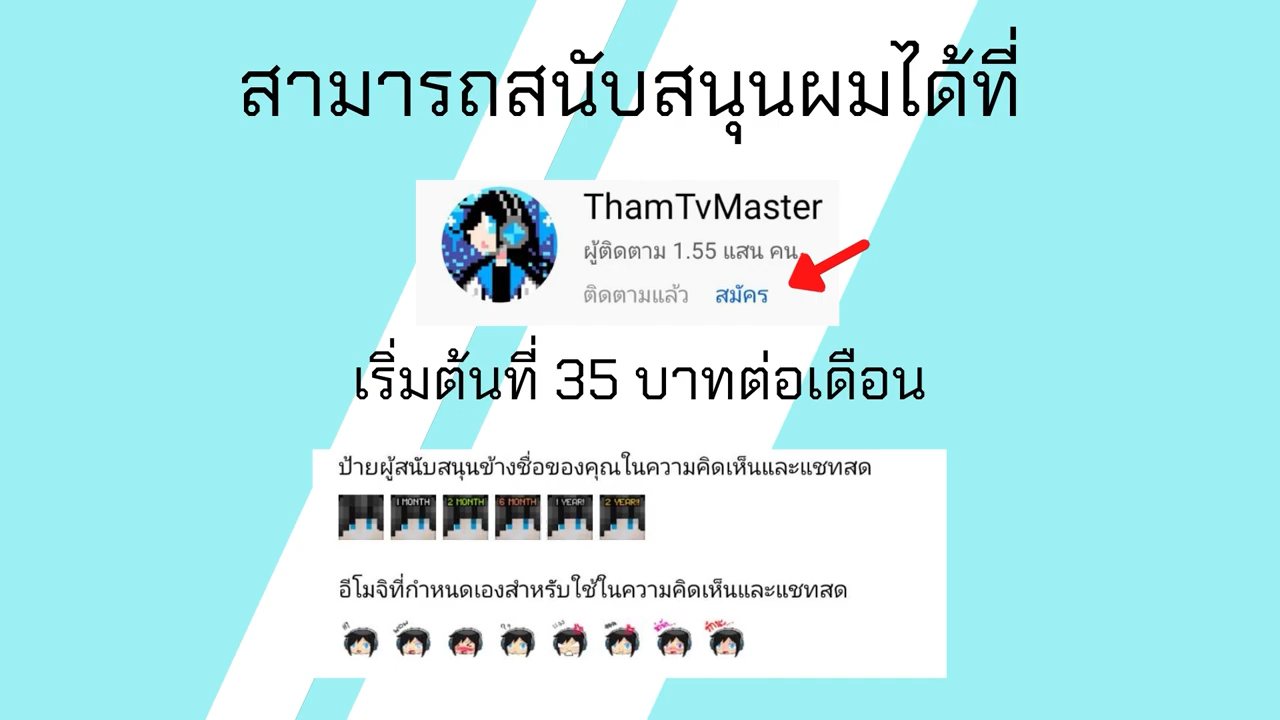 สามารถสนับสนุนผมได้ที่
ThamTvMaster
ผู้ติดตาม 1.55 แสน คน
ติดตามแล้ว สมัคร
เริ่มต้นที่ 35 บาทต่อเดือน
ป้ายผู้สนับสนุนข้างชื่อของคุณในความคิดเห็นและแชทสด
1 MONTH 2 MONTH 6 MONTH 1 YEAR! 2 YEAR!!
อีโมจิที่กำหนดเองสำหรับใช้ในความคิดเห็นและแชทสด